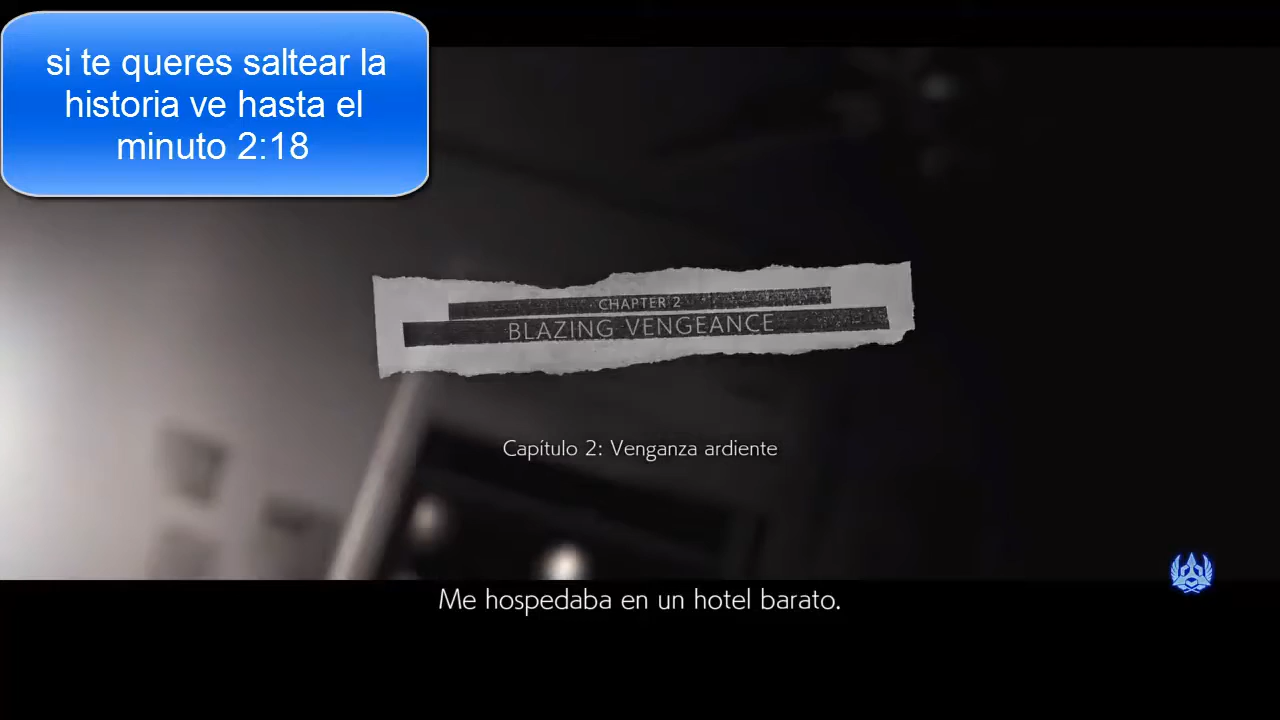 si te queres saltear la
historia ve hasta el
minuto 2:18
CHAPTER 2
BLAZING VENGEANCE
Capítulo 2: Venganza ardiente
Me hospedaba en un hotel barato.